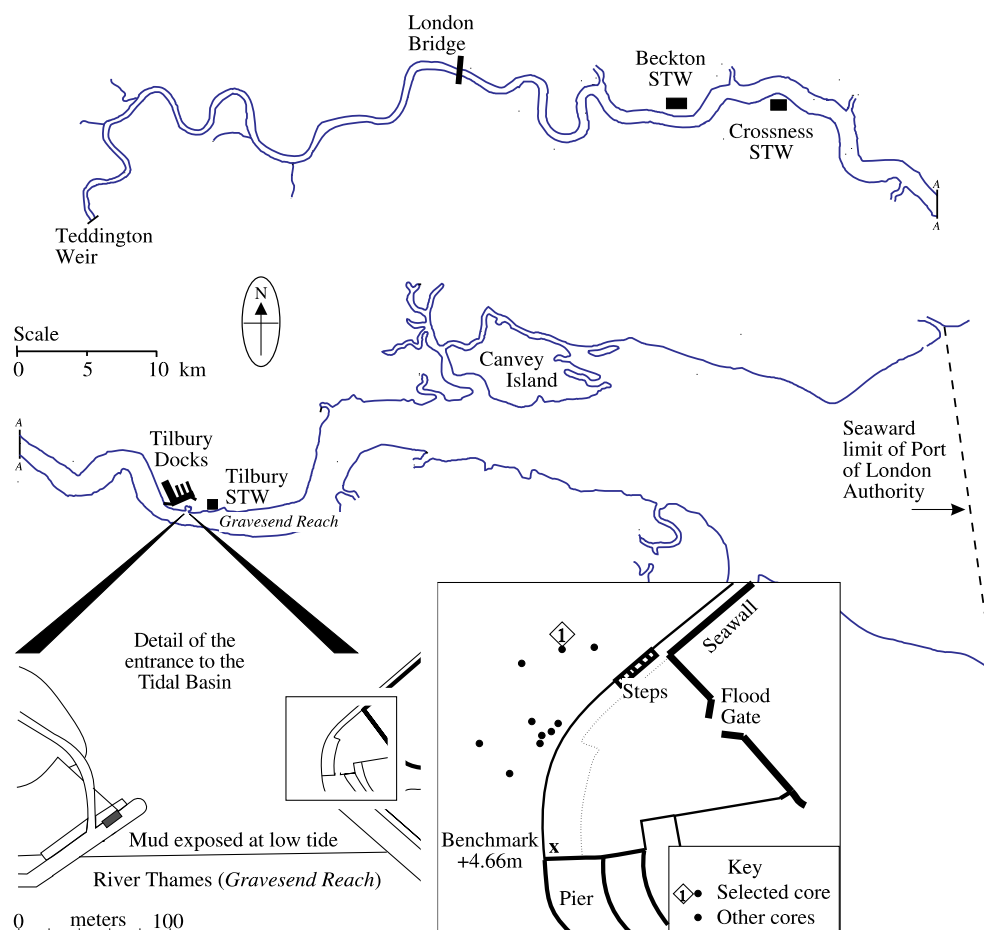 London
Bridge
Beckton
STW
Crossness
STW
A
A
Teddington
Weir
N
Scale
0 5 10 km
Canvey
Island
A
A
Tilbury
Docks
Tilbury
STW
Gravesend Reach
Seaward
limit of Port
of London
Authority
Detail of the
entrance to the
Tidal Basin
Mud exposed at low tide
River Thames (Gravesend Reach)
0 meters 100
1
Seawall
Steps
Flood
Gate
Benchmark
+4.66m
x
Pier
Key
1 Selected core
Other cores